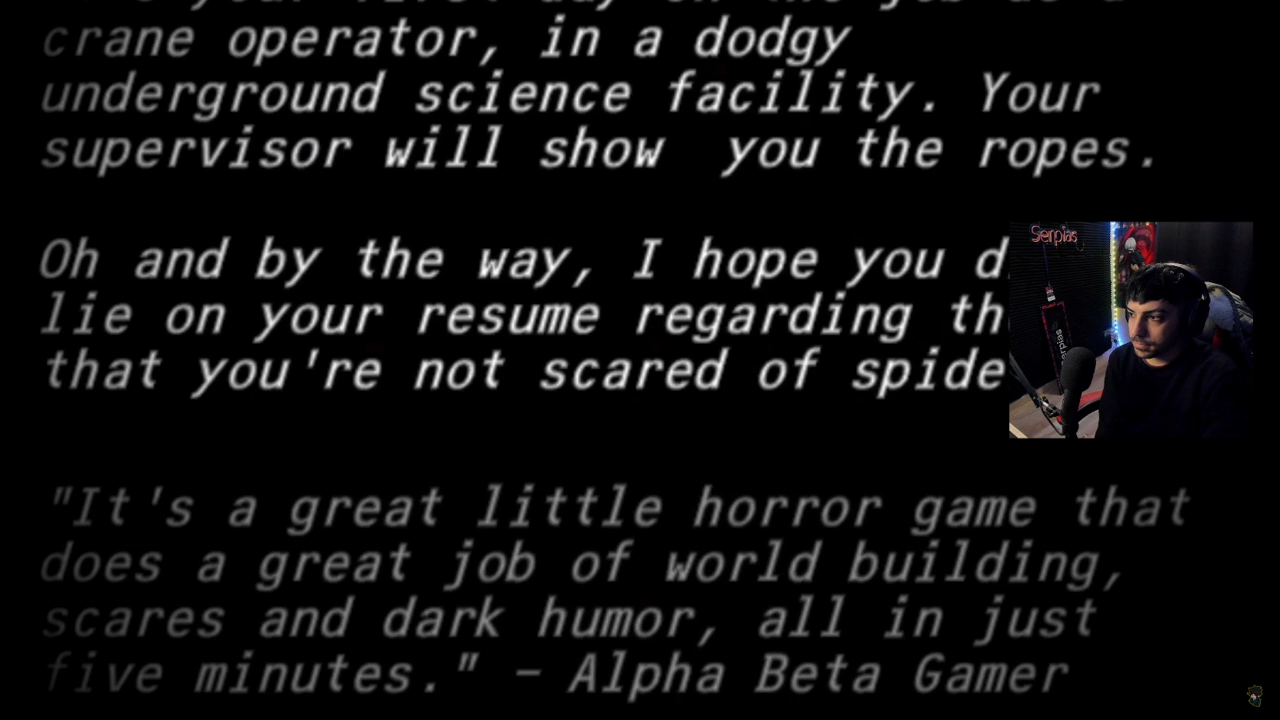 crane operator, in a dodgy
underground science facility. Your
supervisor will show you the ropes.
Oh and by the way, I hope you
lie on your resume regarding
that you're not scared of
"It's a great little horror game that
does a great job of world building,
scares and dark humor, all in just
five minutes." - Alpha Beta Gamer
Serpias
serpias